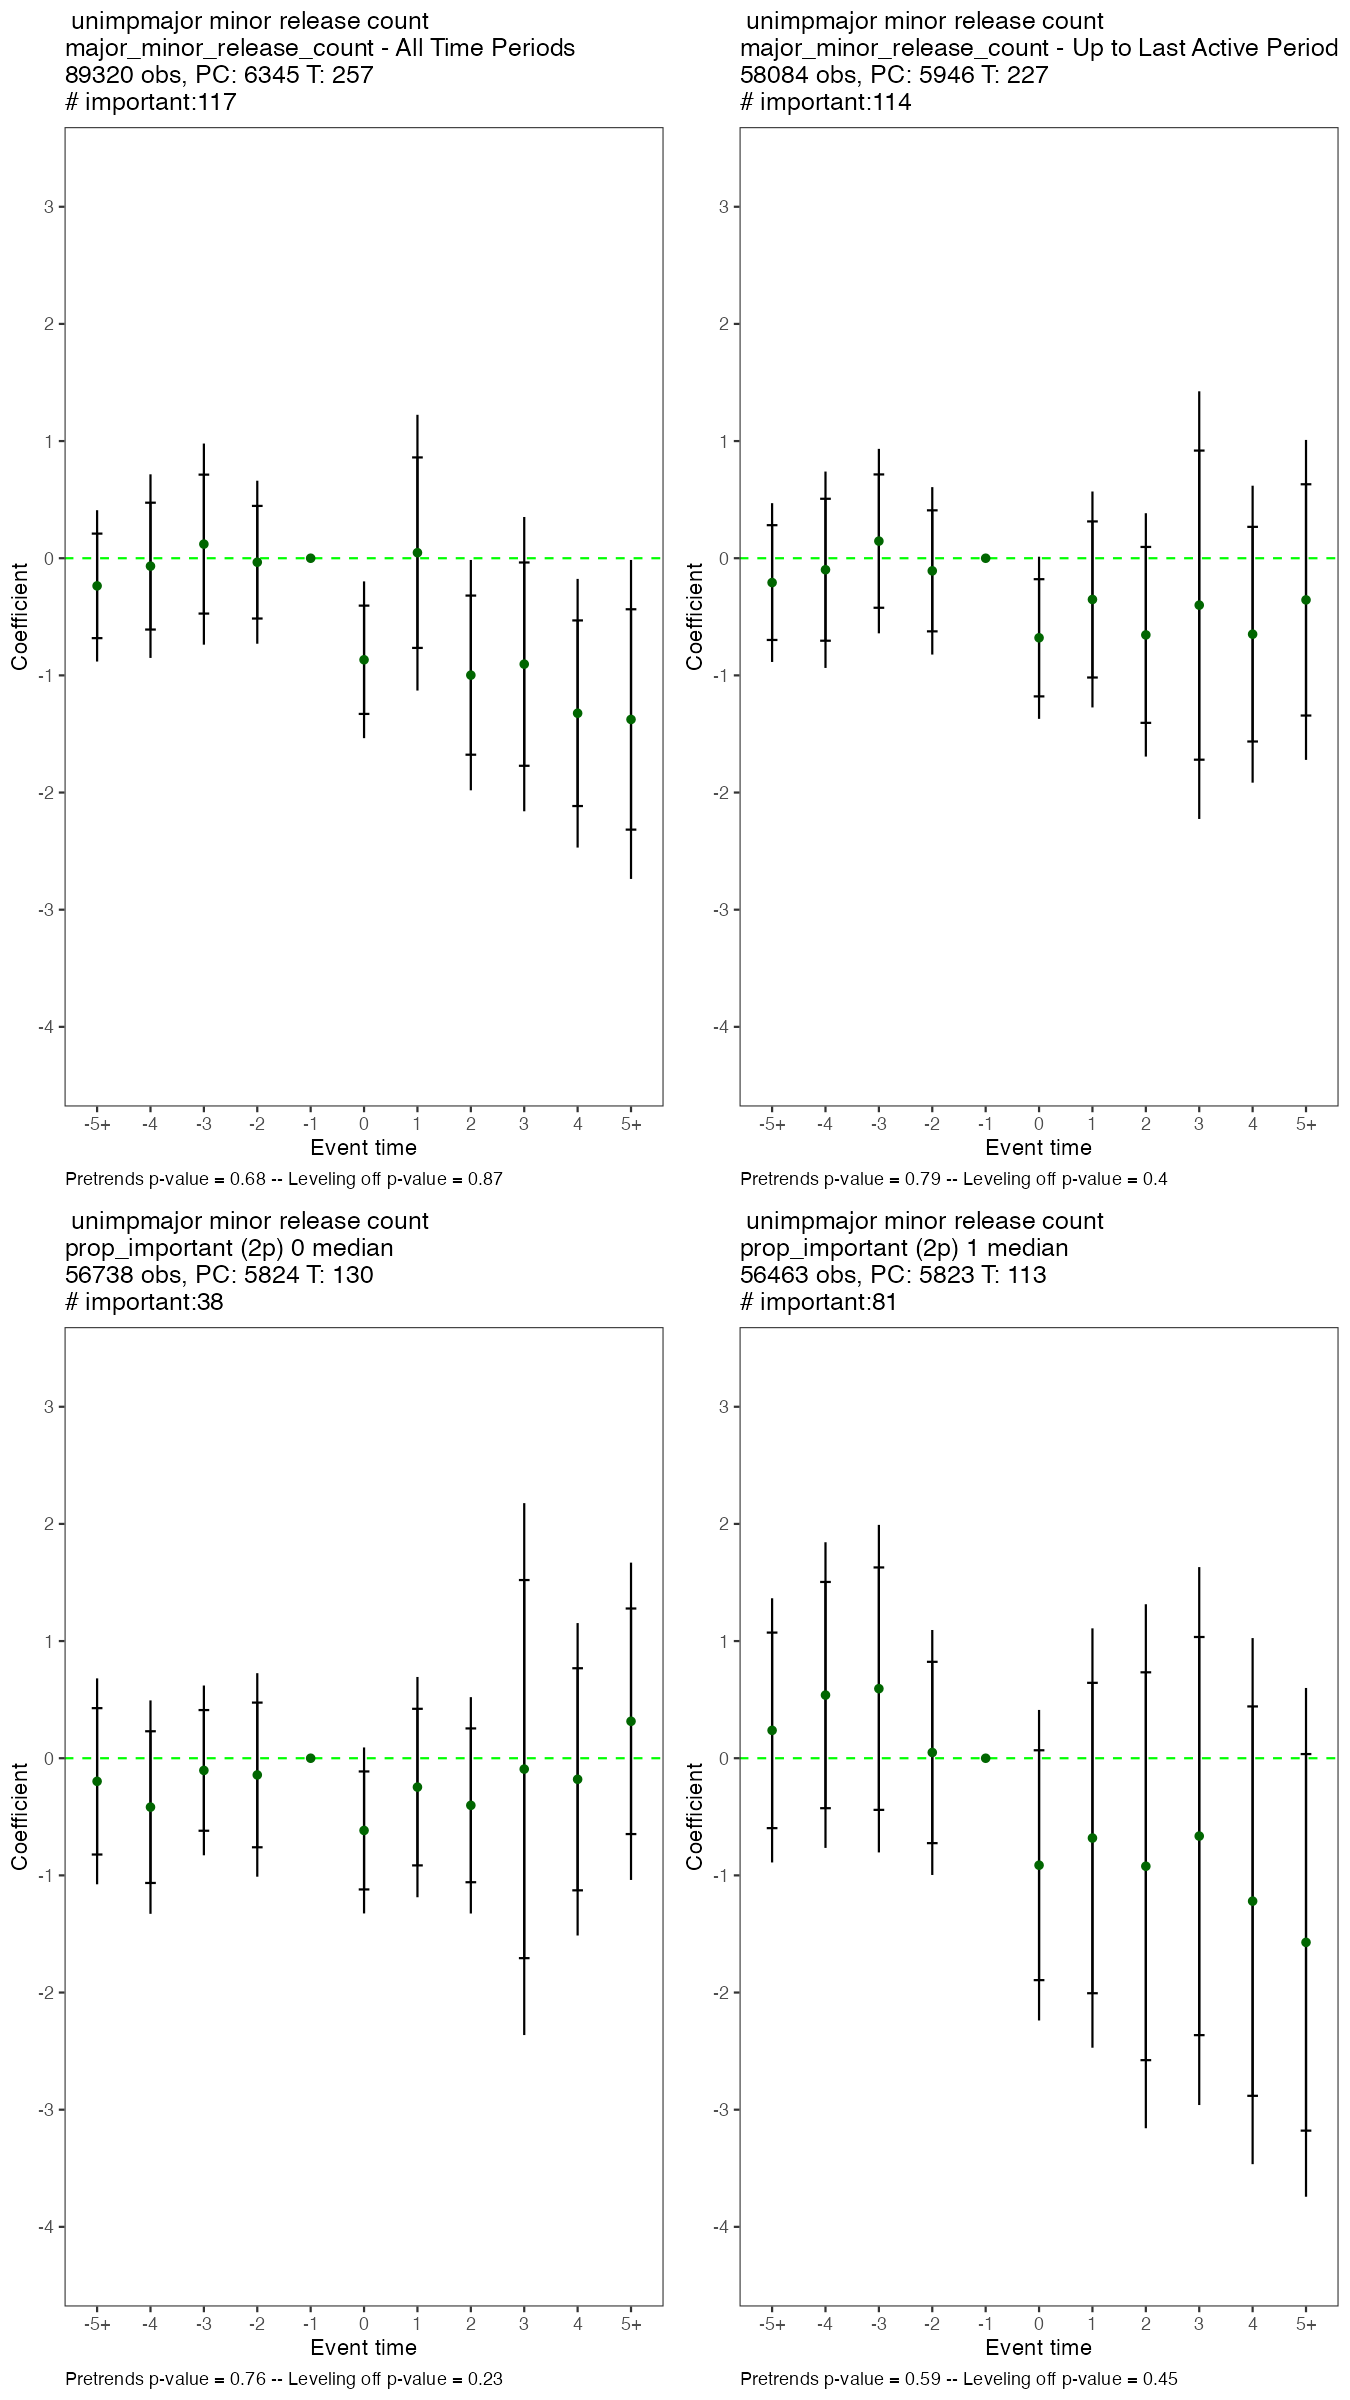 unimpmajor minor release count
major_minor_release_count - All Time Periods
89320 obs, PC: 6345 T: 257
# important:117
3
2
1
0
-1
-2
-3
-4
Coefficient
-5+ -4 -3 -2 -1 0 1 2 3 4 5+
Event time
Pretrends p-value = 0.68 -- Leveling off p-value = 0.87
unimpmajor minor release count
major_minor_release_count - Up to Last Active Period
58084 obs, PC: 5946 T: 227
# important:114
3
2
1
0
-1
-2
-3
-4
Coefficient
-5+ -4 -3 -2 -1 0 1 2 3 4 5+
Event time
Pretrends p-value = 0.79 -- Leveling off p-value = 0.4
unimpmajor minor release count
prop_important (2p) 0 median
56738 obs, PC: 5824 T: 130
# important:38
3
2
1
0
-1
-2
-3
-4
Coefficient
-5+ -4 -3 -2 -1 0 1 2 3 4 5+
Event time
Pretrends p-value = 0.76 -- Leveling off p-value = 0.23
unimpmajor minor release count
prop_important (2p) 1 median
56463 obs, PC: 5823 T: 113
# important:81
3
2
1
0
-1
-2
-3
-4
Coefficient
-5+ -4 -3 -2 -1 0 1 2 3 4 5+
Event time
Pretrends p-value = 0.59 -- Leveling off p-value = 0.45